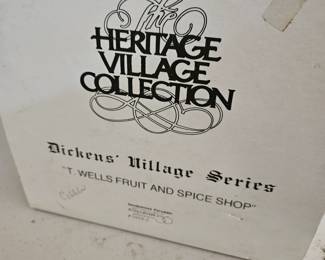 The
HERITAGE
VILLAGE
COLLECTION
Dickens' Village Series
"T. WELLS FRUIT AND SPICE SHOP"